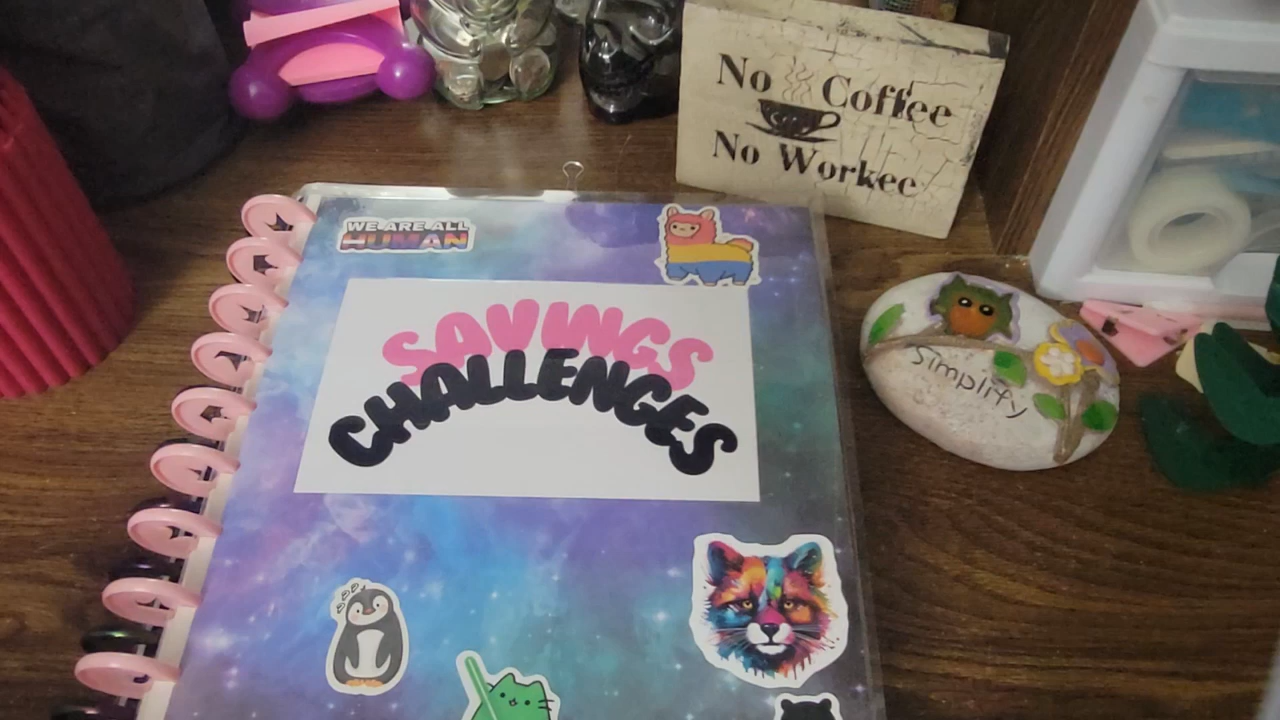 No Coffee
No Workee
WE ARE ALL
HUMAN
SAVINGS
CHALLENGES
Simplify